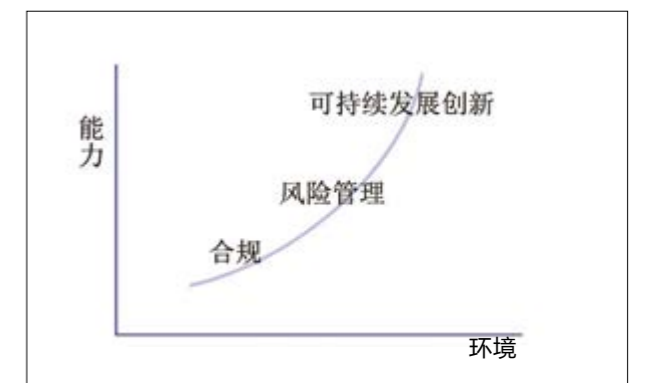 可持续发展创新
能力
风险管理
合规
环境